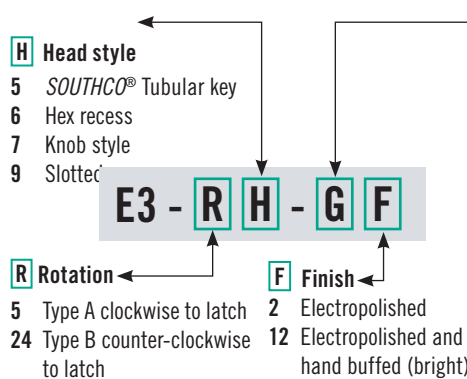 H Head style
5 SOUTHCO® Tubular key
6 Hex recess
7 Knob style
9 Slotted
E3 - R H - G F
R Rotation
5 Type A clockwise to latch
24 Type B counter-clockwise
to latch
F Finish
2 Electropolished
12 Electropolished and
hand buffed (bright)